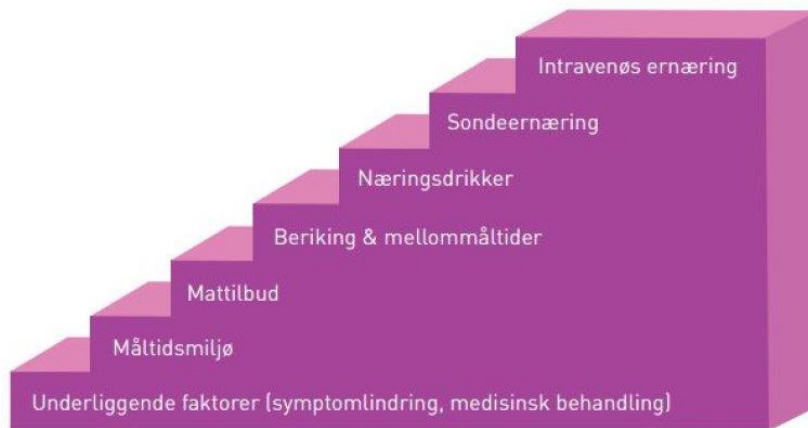 Intravenøs ernæring
Sondeernæring
Næringsdrikker
Beriking & mellommåltider
Mattilbud
Måltidsmiljø
Underliggende faktorer (symptomlindring, medisinsk behandling)